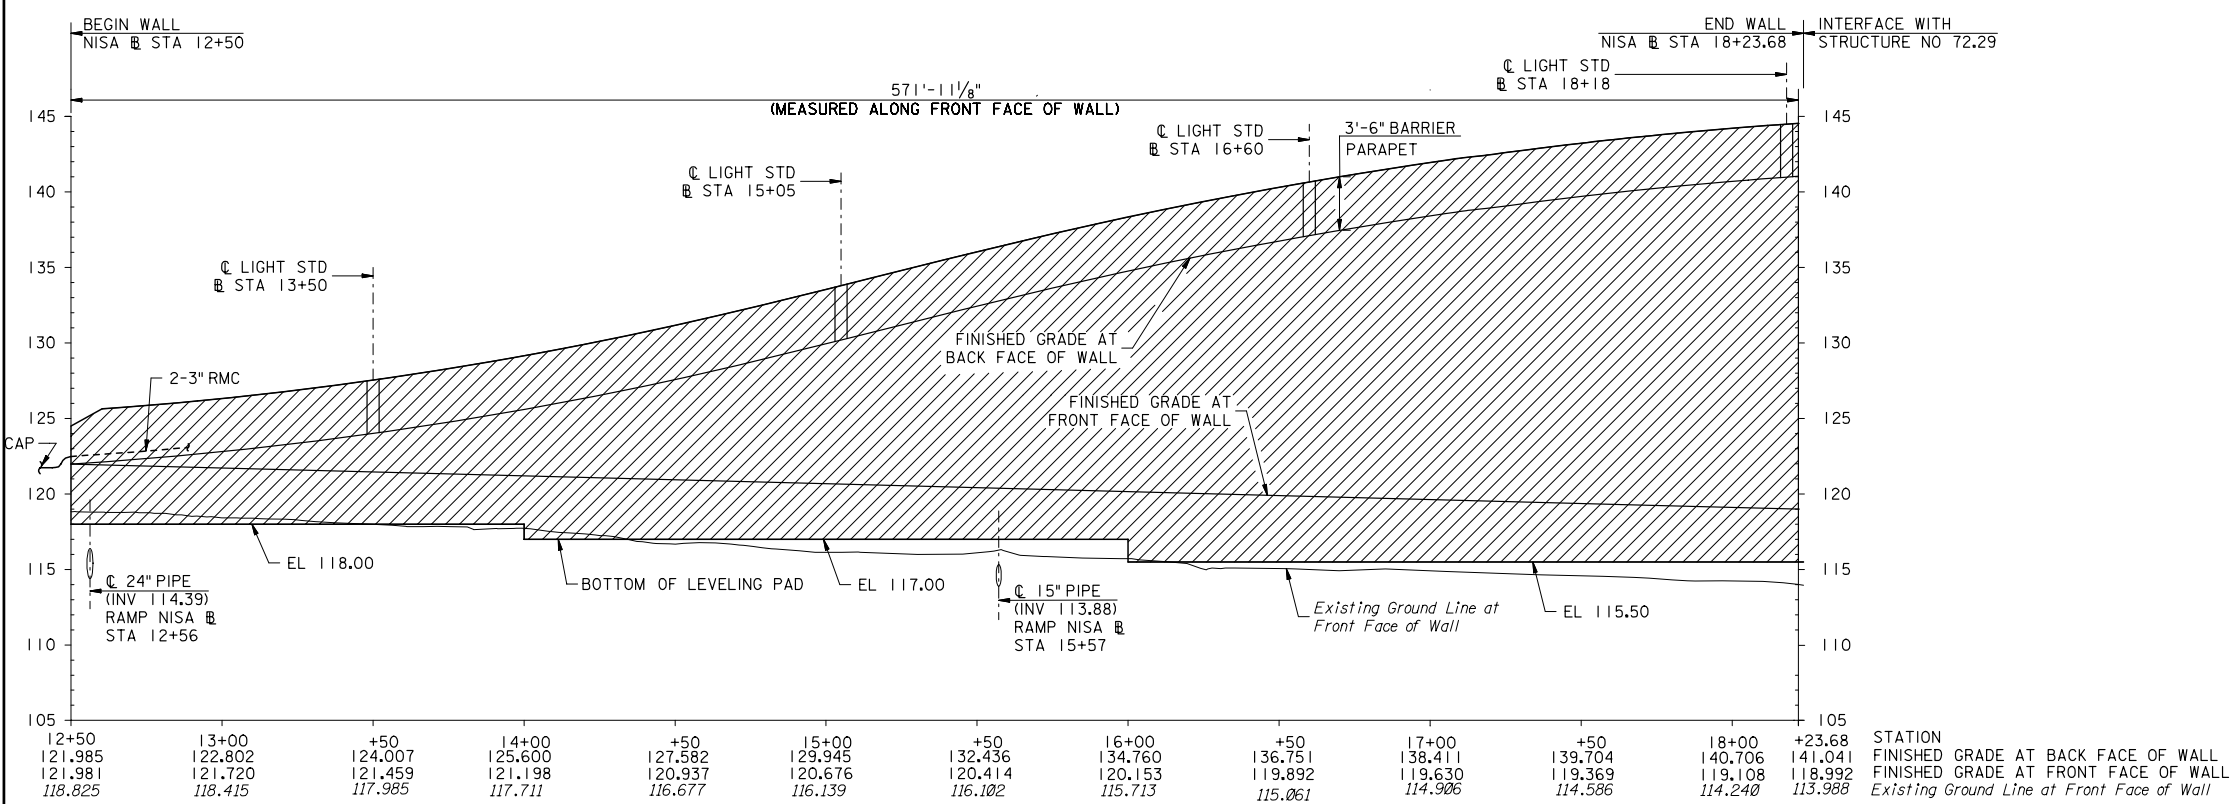 BEGIN WALL
NISA ⅊ STA 12+50
END WALL
NISA ⅊ STA 18+23.68
INTERFACE WITH
STRUCTURE NO 72.29
℄ LIGHT STD
⅊ STA 18+18
571'-11 1/8"
(MEASURED ALONG FRONT FACE OF WALL)
℄ LIGHT STD
⅊ STA 16+60
3'-6" BARRIER
PARAPET
℄ LIGHT STD
⅊ STA 15+05
℄ LIGHT STD
⅊ STA 13+50
145
140
135
130
125
120
115
110
105
145
140
135
130
125
120
115
110
105
2-3" RMC
CAP
FINISHED GRADE AT
BACK FACE OF WALL
FINISHED GRADE AT
FRONT FACE OF WALL
EL 118.00
BOTTOM OF LEVELING PAD
EL 117.00
EL 115.50
℄ 24" PIPE
(INV 114.39)
RAMP NISA ⅊
STA 12+56
℄ 15" PIPE
(INV 113.88)
RAMP NISA ⅊
STA 15+57
Existing Ground Line at
Front Face of Wall
12+50 13+00 +50 14+00 +50 15+00 +50 16+00 +50 17+00 +50 18+00 +23.68 STATION
121.985 122.802 124.007 125.600 127.582 129.945 132.436 134.760 136.751 138.411 139.704 140.706 141.041 FINISHED GRADE AT BACK FACE OF WALL
121.981 121.720 121.459 121.198 120.937 120.676 120.414 120.153 119.892 119.630 119.369 119.108 118.992 FINISHED GRADE AT FRONT FACE OF WALL
118.825 118.415 117.985 117.711 116.677 116.139 116.102 115.713 115.061 114.906 114.586 114.240 113.988 Existing Ground Line at Front Face of Wall